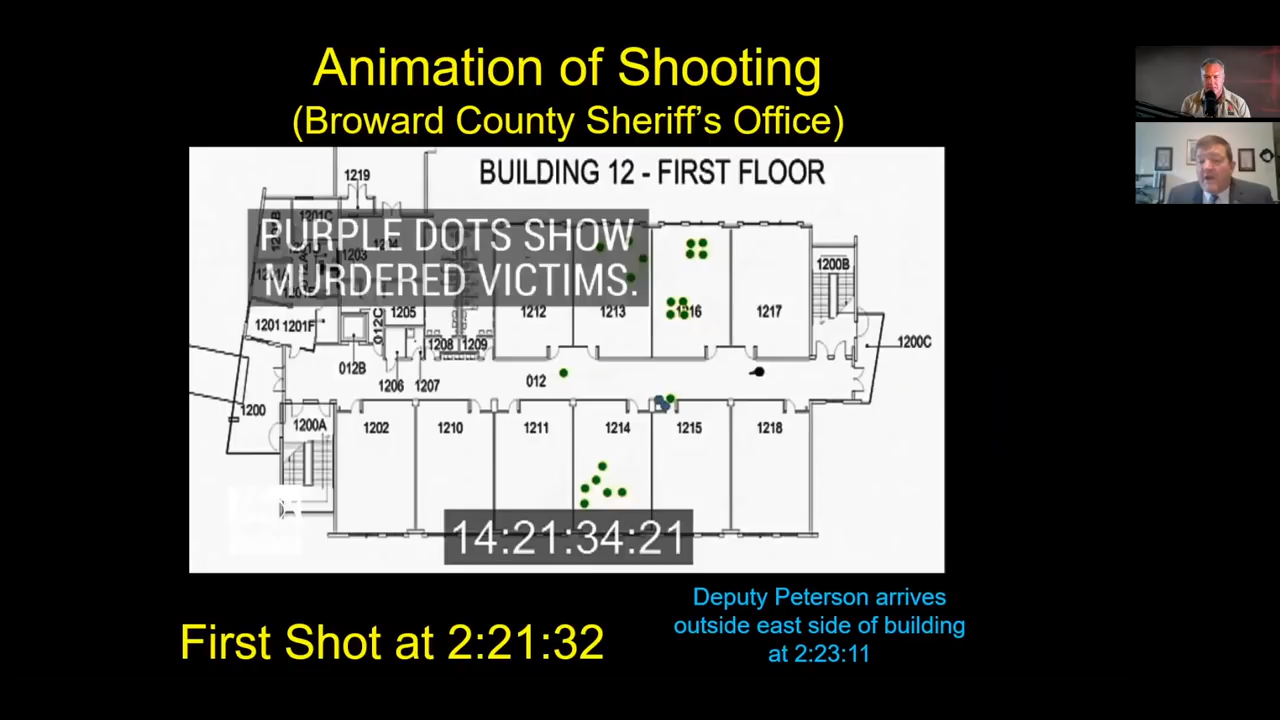 Animation of Shooting
(Broward County Sheriff's Office)
BUILDING 12 - FIRST FLOOR
1219
PURPLE DOTS SHOW
MURDERED VICTIMS.
1201C
1203
1200B
1201
1201F
1205
1212
1213
1216
1217
012C
1208
1209
1200C
012B
1206
1207
012
1200
1200A
1202
1210
1211
1214
1215
1218
14:21:34:21
First Shot at 2:21:32
Deputy Peterson arrives
outside east side of building
at 2:23:11